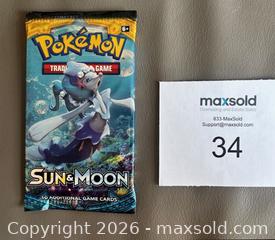 POKéMON
TRADING CARD GAME
6+
SUN & MOON
10 ADDITIONAL GAME CARDS
maxsold
Downsizing and Estate Sales
833-MaxSold
Support@maxsold.com
34
Copyright 2026 - maxsold.com